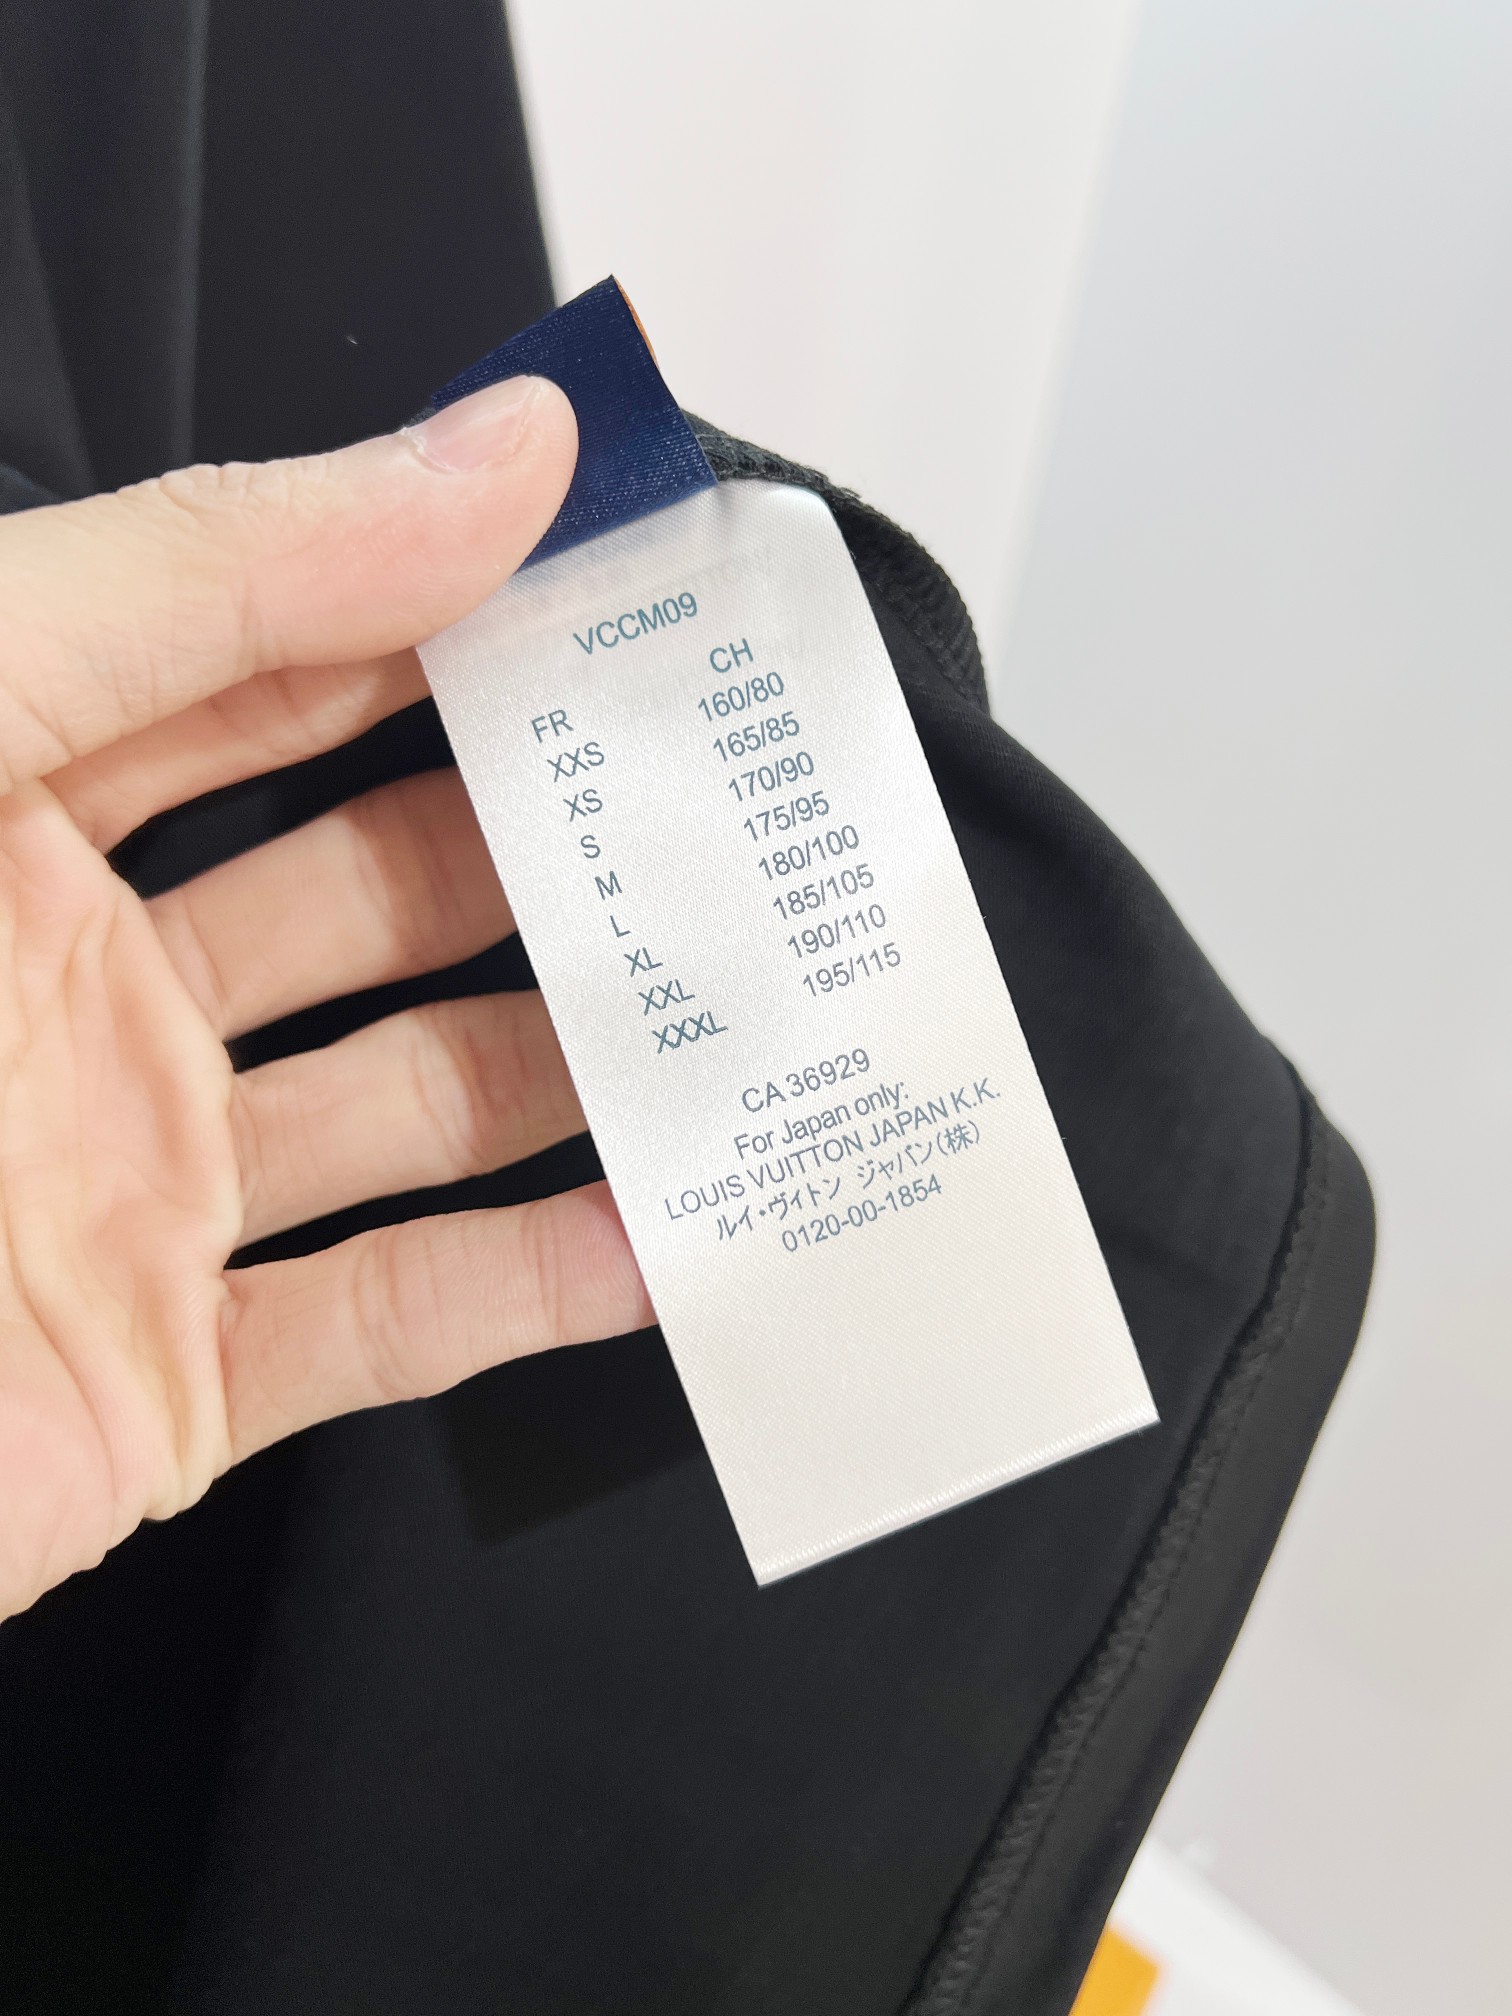 VCCM09
FR CH
XXS 160/80
XS 165/85
S 170/90
M 175/95
L 180/100
XL 185/105
XXL 190/110
XXXL 195/115
CA 36929
For Japan only:
LOUIS VUITTON JAPAN K.K.
ルイ・ヴィトン ジャパン(株)
0120-00-1854